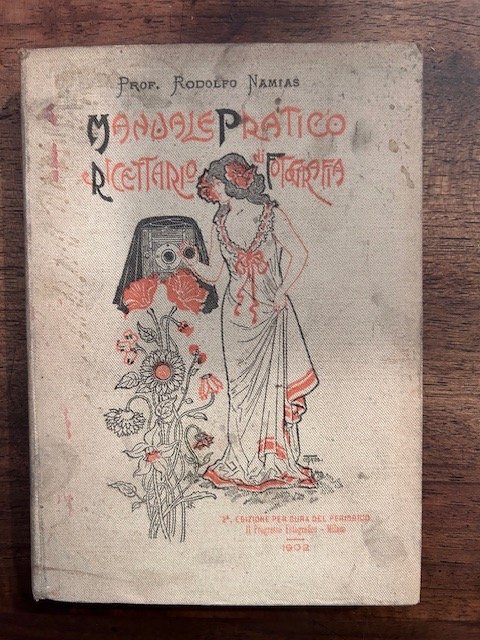 Prof. Rodolfo Namias
Manuale Pratico
Ricettario di Fotografia
2ª. EDIZIONE PER CURA DEL PERIODICO
Il Progresso Fotografico - Milano
1902